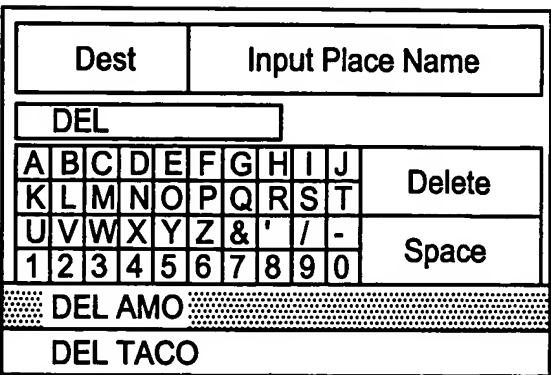 Dest Input Place Name
DEL
A B C D E F G H I J
K L M N O P Q R S T
Delete
U V W X Y Z & ' / -
1 2 3 4 5 6 7 8 9 0
Space
DEL AMO
DEL TACO